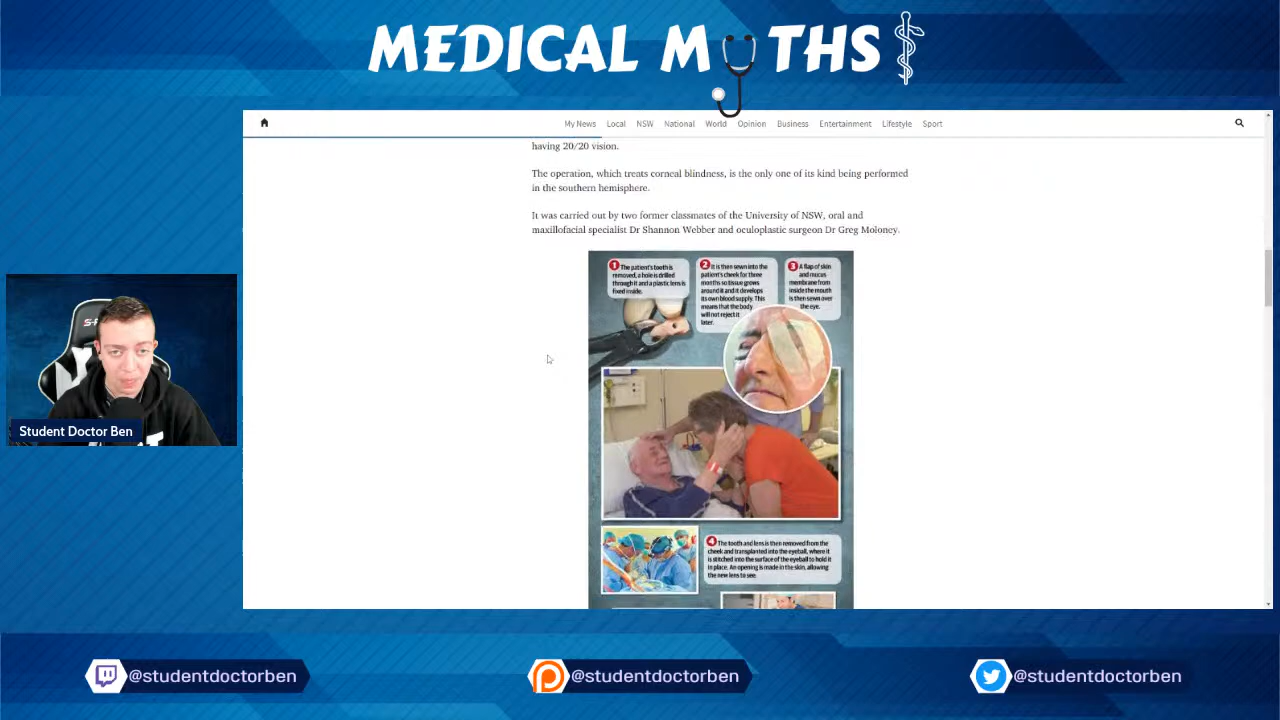 MEDICAL MYTHS
My News Local NSW National World Opinion Business Entertainment Lifestyle Sport
having 20/20 vision.
The operation, which treats corneal blindness, is the only one of its kind being performed
in the southern hemisphere.
It was carried out by two former classmates of the University of NSW, oral and
maxillofacial specialist Dr Shannon Webber and oculoplastic surgeon Dr Greg Moloney.
1 The patient's tooth is
removed, a hole is drilled
through it and a plastic lens is
fixed inside.
2 It is then sewn into the
patient's cheek for three
months so tissue grows
around it and it develops
its own blood supply. This
means that the body
will not reject it
later.
3 A flap of skin
and mucus
membrane from
inside the mouth
is then sewn over
the eye.
4 The tooth and lens is then removed from the
cheek and transplanted into the eyeball, where it
is stitched into the surface of the eyeball to hold it
in place. An opening is made in the skin, allowing
the new lens to see.
Student Doctor Ben
@studentdoctorben
@studentdoctorben
@studentdoctorben